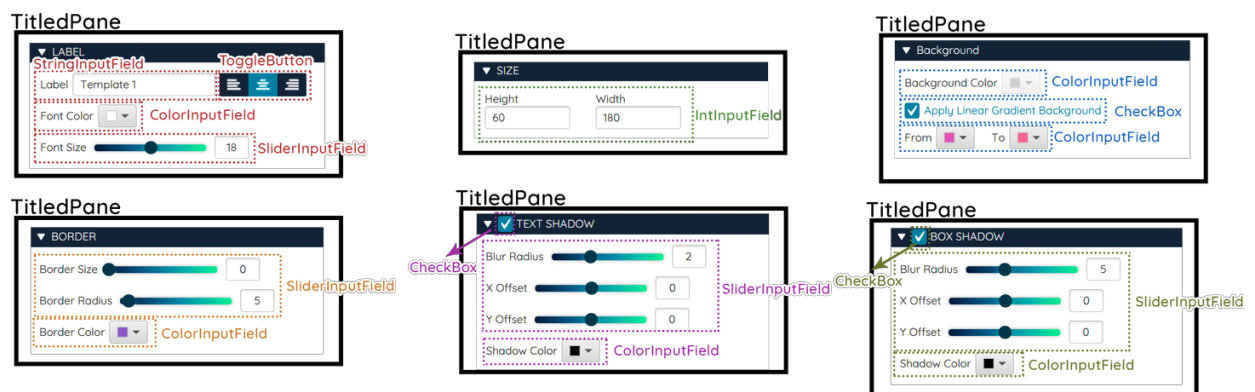 TitledPane
▼ LABEL
StringInputField
ToggleButton
Label Template 1
Font Color
ColorInputField
Font Size 18
SliderInputField
TitledPane
▼ SIZE
Height Width
60 180
IntInputField
TitledPane
▼ Background
Background Color
ColorInputField
Apply Linear Gradient Background
CheckBox
From To
ColorInputField
TitledPane
▼ BORDER
Border Size 0
Border Radius 5
SliderInputField
Border Color
ColorInputField
TitledPane
▼ TEXT SHADOW
CheckBox
Blur Radius 2
X Offset 0
SliderInputField
Y Offset 0
Shadow Color
ColorInputField
TitledPane
▼ BOX SHADOW
CheckBox
Blur Radius 5
X Offset 0
SliderInputField
Y Offset 0
Shadow Color
ColorInputField